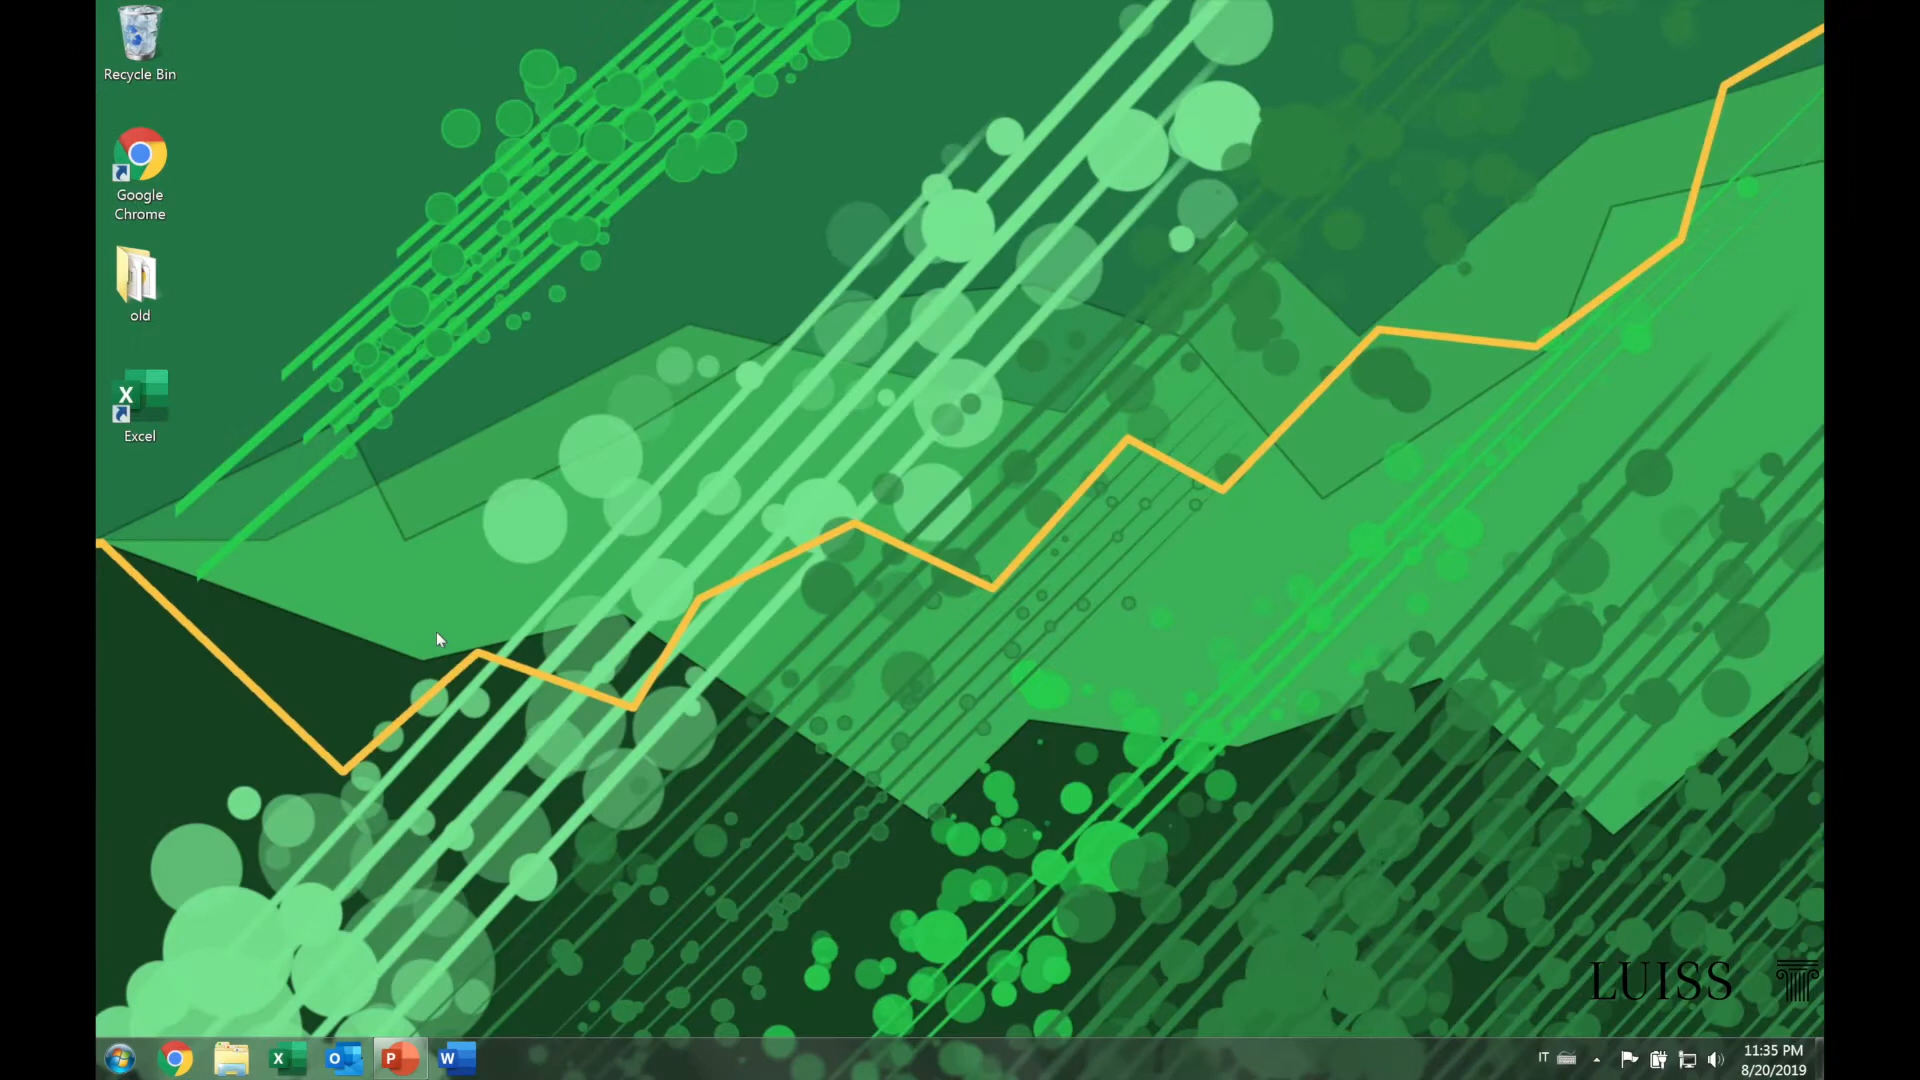 Recycle Bin
Google
Chrome
old
X
Excel
LUISS
X
O
P
W
IT
11:35 PM
8/20/2019